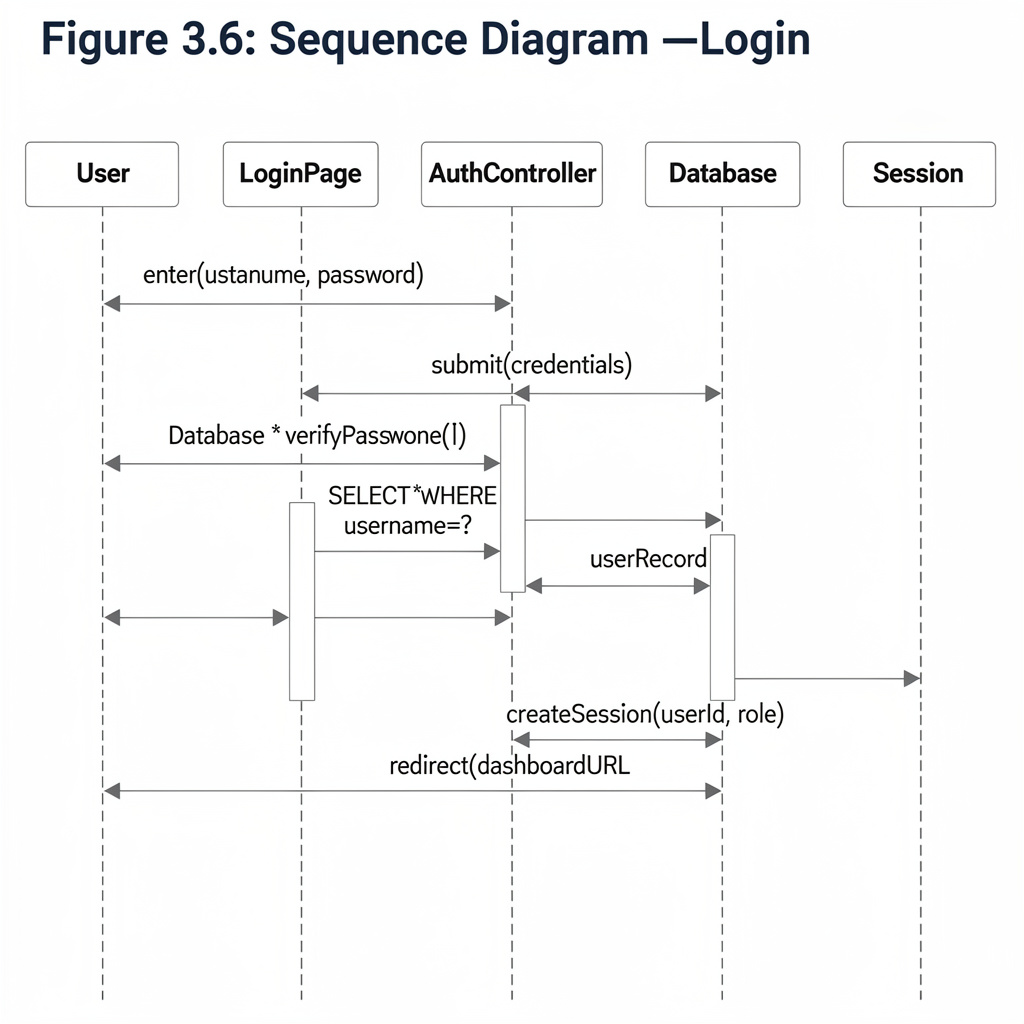 Figure 3.6: Sequence Diagram —Login
User
LoginPage
AuthController
Database
Session
enter(ustanume, password)
submit(credentials)
Database * verifyPasswone(|)
SELECT*WHERE
username=?
userRecord
createSession(userId, role)
redirect(dashboardURL